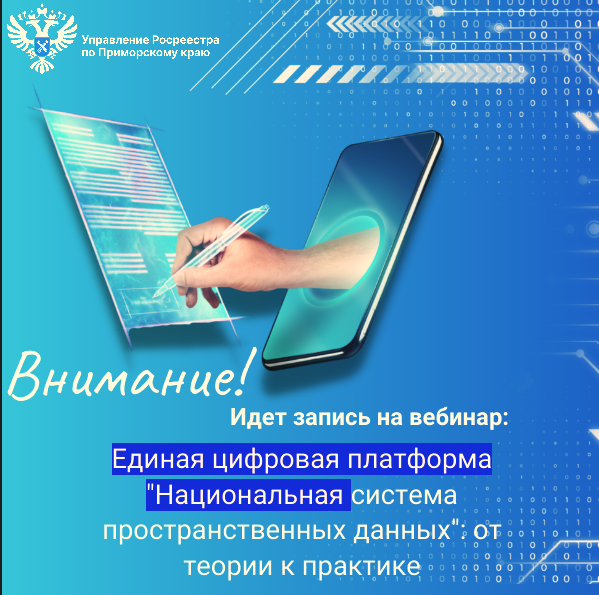 Управление Росреестра
по Приморскому краю
Внимание!
Идет запись на вебинар:
Единая цифровая платформа
"Национальная система
пространственных данных": от
теории к практике